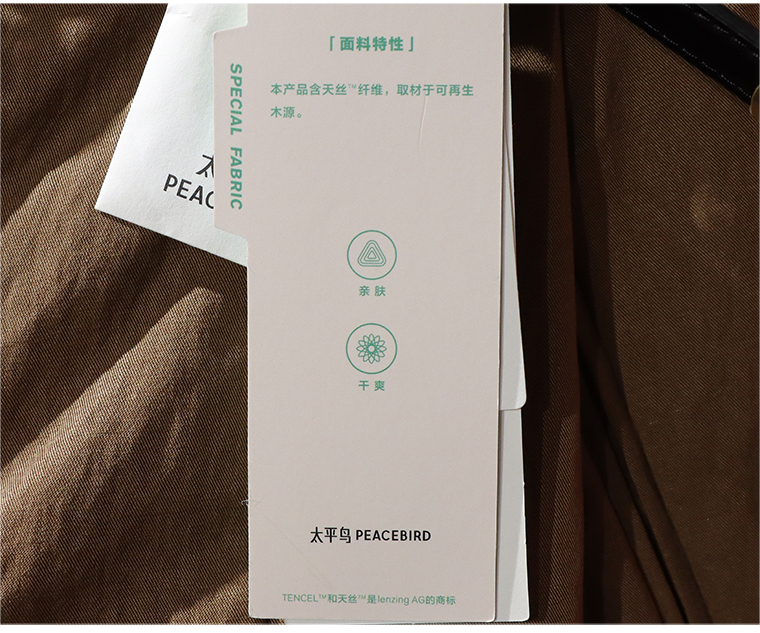 「面料特性」
SPECIAL FABRIC
本产品含天丝™纤维，取材于可再生
木源。
太
PEAC
亲肤
干爽
太平鸟 PEACEBIRD
TENCEL™和天丝™是lenzing AG的商标